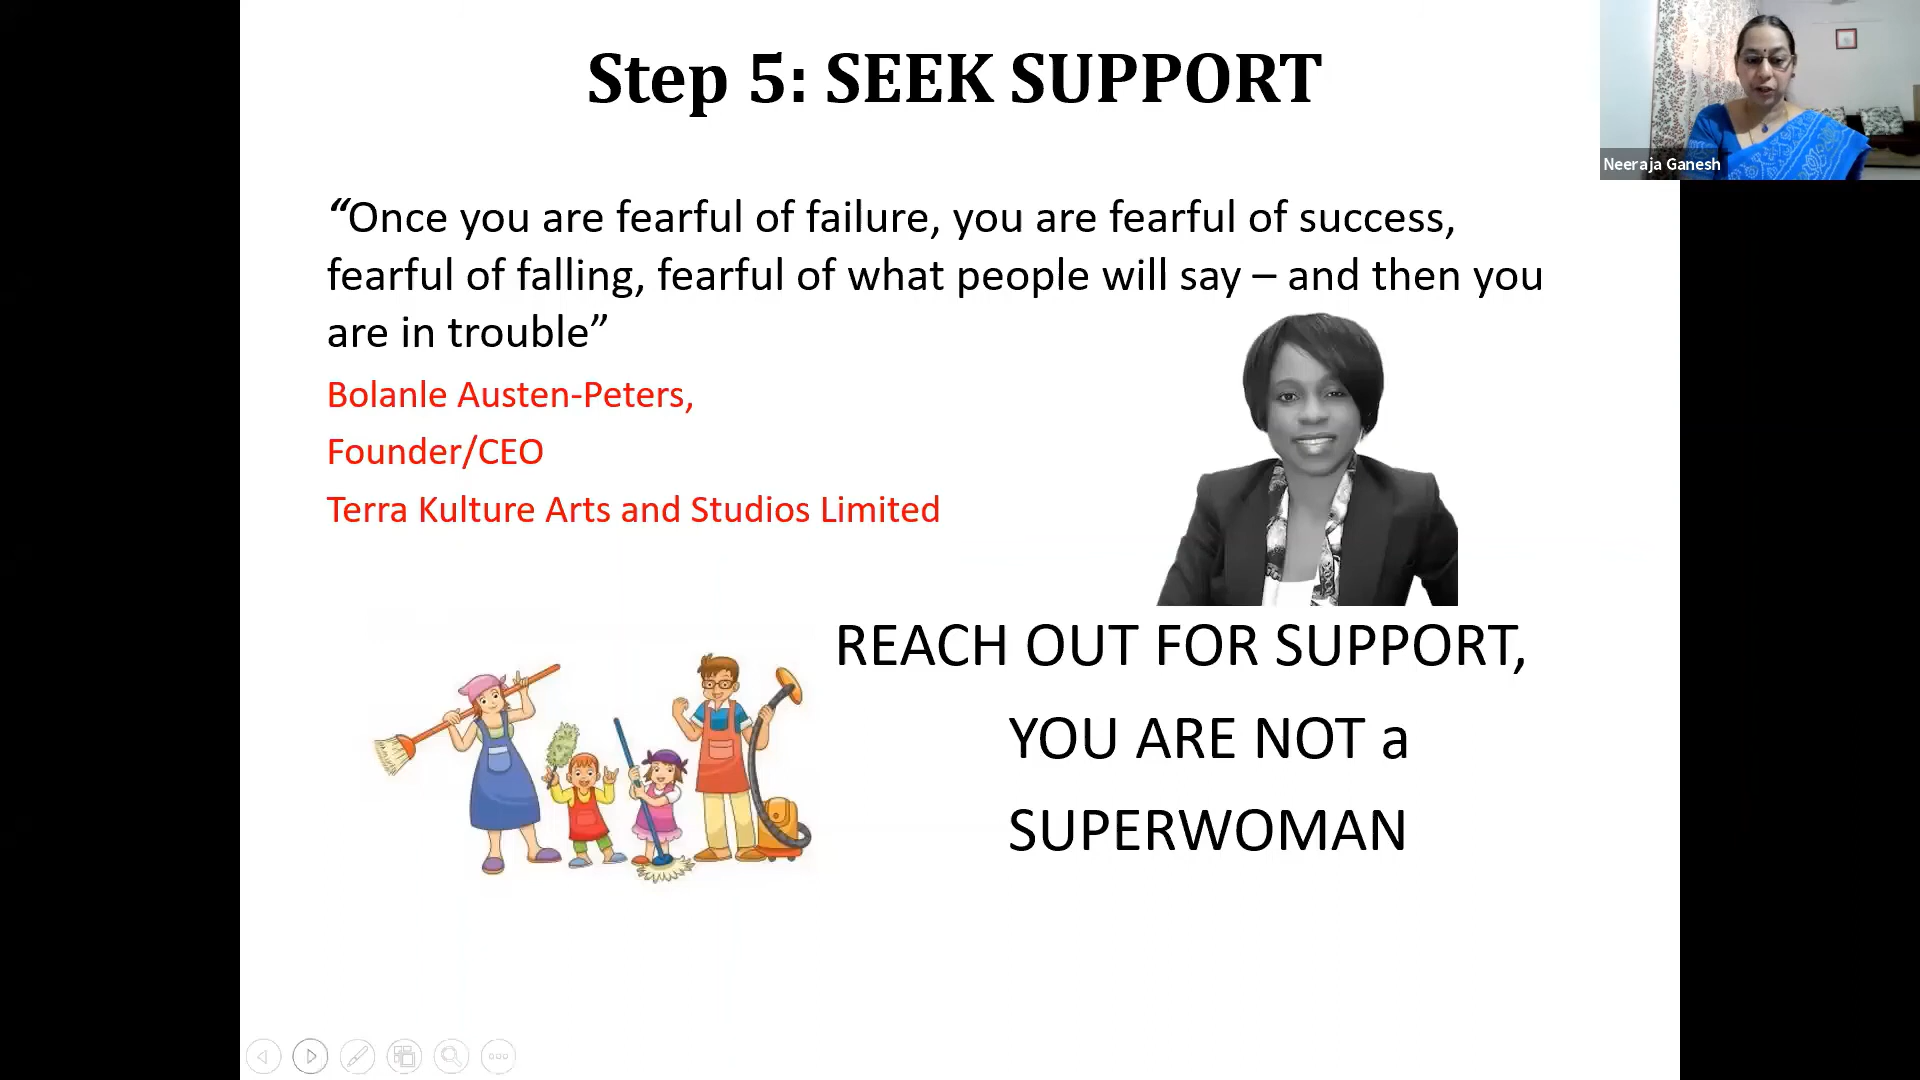 Step 5: SEEK SUPPORT
Neeraja Ganesh
“Once you are fearful of failure, you are fearful of success,
fearful of falling, fearful of what people will say – and then you
are in trouble”
Bolanle Austen-Peters,
Founder/CEO
Terra Kulture Arts and Studios Limited
REACH OUT FOR SUPPORT,
YOU ARE NOT a
SUPERWOMAN